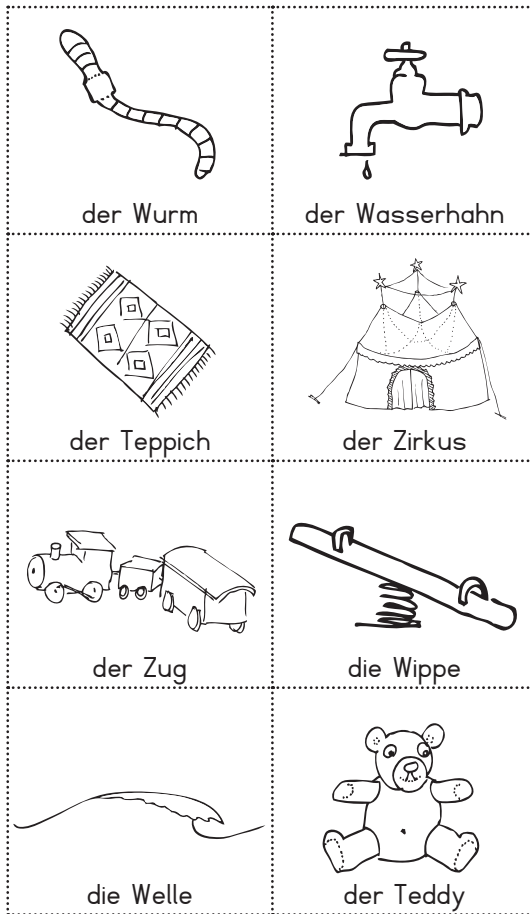 der Wurm
der Wasserhahn
der Teppich
der Zirkus
der Zug
die Wippe
die Welle
der Teddy